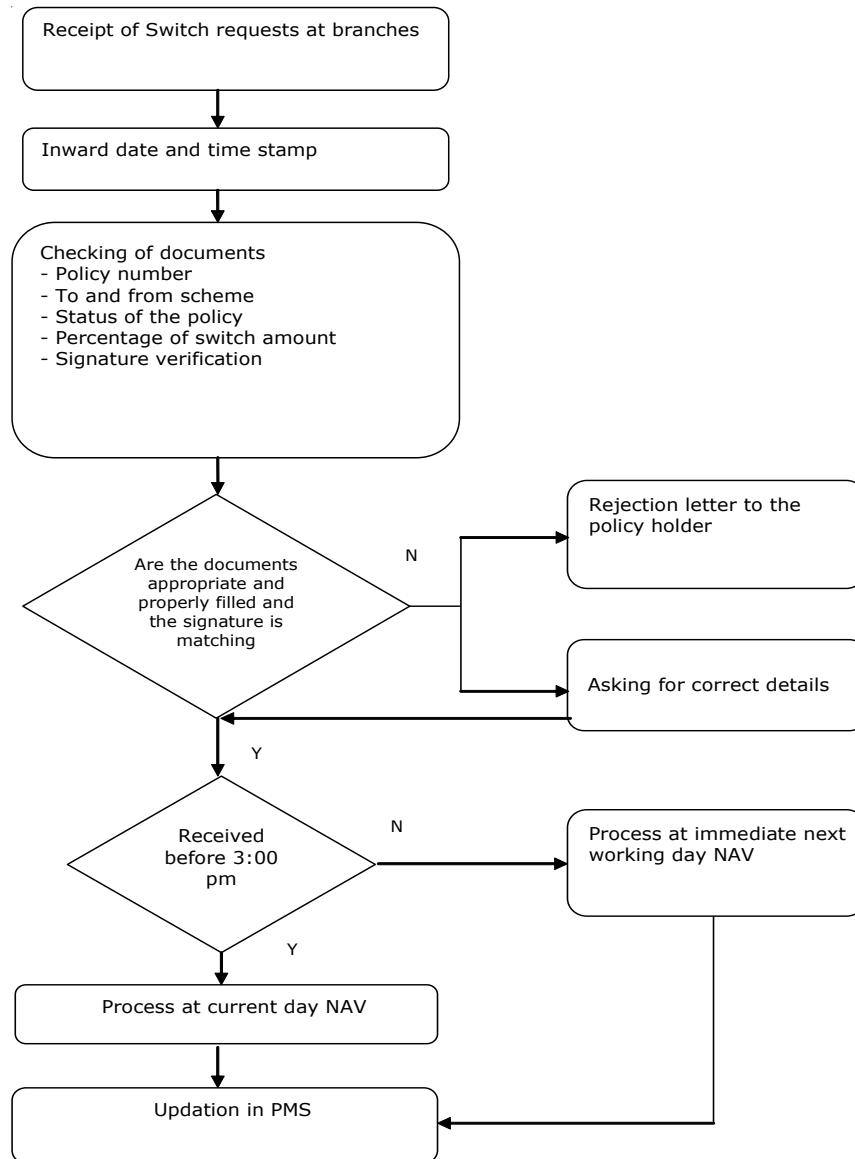 Receipt of Switch requests at branches
Inward date and time stamp
Checking of documents
- Policy number
- To and from scheme
- Status of the policy
- Percentage of switch amount
- Signature verification
Are the documents
appropriate and
properly filled and
the signature is
matching
N
Rejection letter to the
policy holder
Asking for correct details
Y
Received
before 3:00
pm
N
Process at immediate next
working day NAV
Y
Process at current day NAV
Updation in PMS